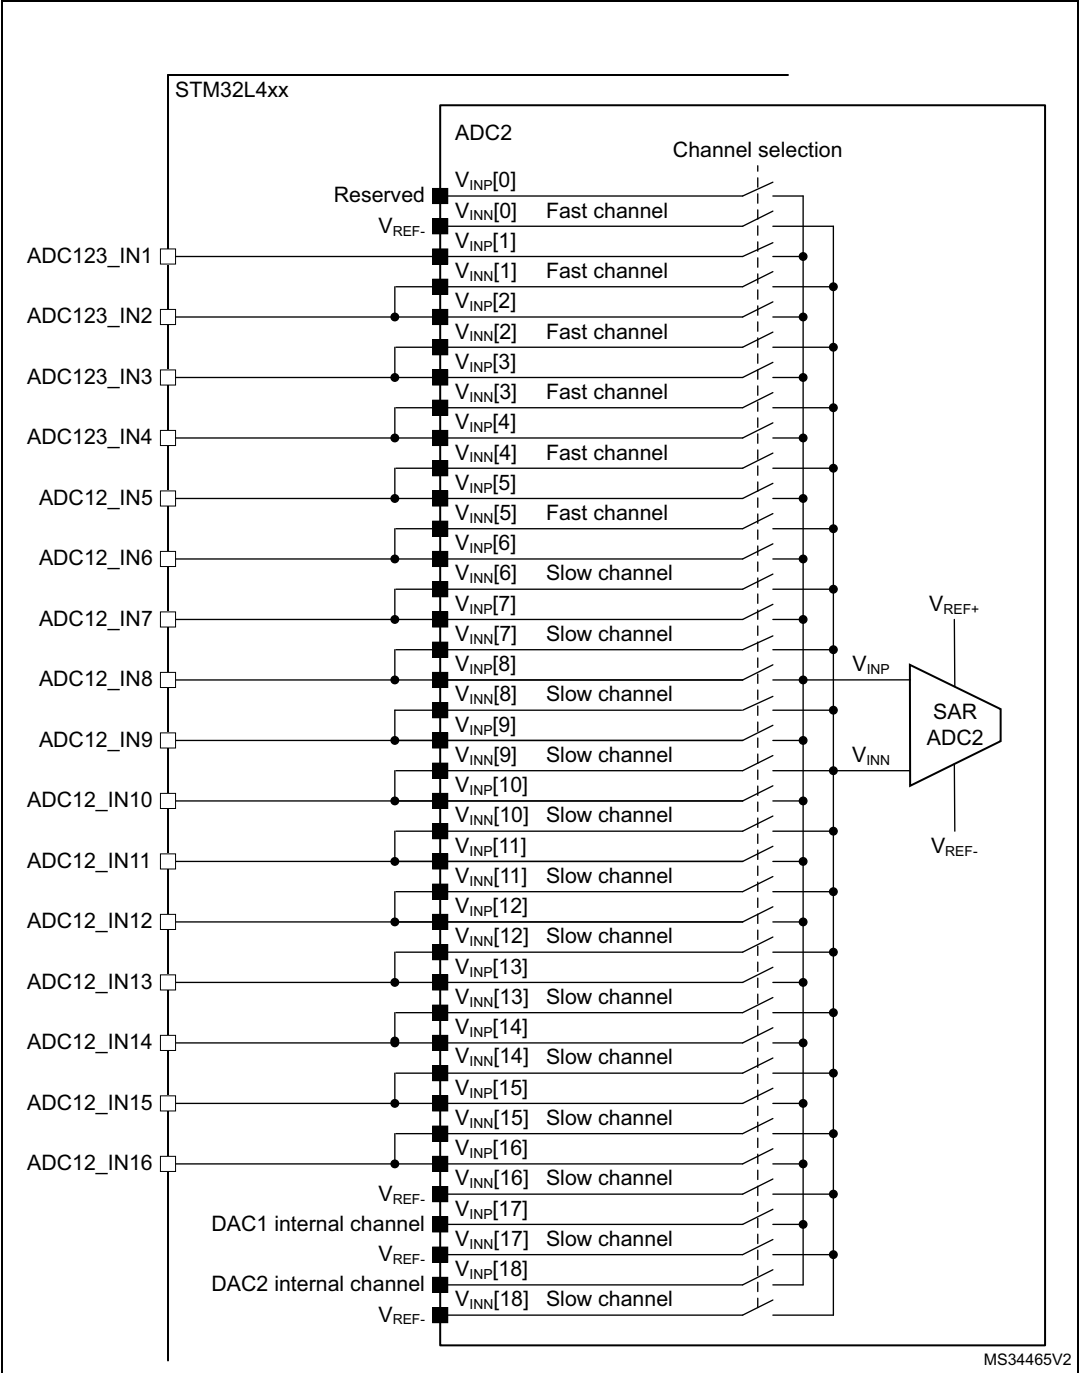 STM32L4xx
ADC2
Channel selection
Reserved
VINP[0]
VREF-
VINN[0] Fast channel
ADC123_IN1
VINP[1]
VINN[1] Fast channel
ADC123_IN2
VINP[2]
VINN[2] Fast channel
ADC123_IN3
VINP[3]
VINN[3] Fast channel
ADC123_IN4
VINP[4]
VINN[4] Fast channel
ADC12_IN5
VINP[5]
VINN[5] Fast channel
ADC12_IN6
VINP[6]
VINN[6] Slow channel
ADC12_IN7
VINP[7]
VINN[7] Slow channel
ADC12_IN8
VINP[8]
VINN[8] Slow channel
ADC12_IN9
VINP[9]
VINN[9] Slow channel
ADC12_IN10
VINP[10]
VINN[10] Slow channel
ADC12_IN11
VINP[11]
VINN[11] Slow channel
ADC12_IN12
VINP[12]
VINN[12] Slow channel
ADC12_IN13
VINP[13]
VINN[13] Slow channel
ADC12_IN14
VINP[14]
VINN[14] Slow channel
ADC12_IN15
VINP[15]
VINN[15] Slow channel
ADC12_IN16
VINP[16]
VREF-
VINN[16] Slow channel
DAC1 internal channel
VINP[17]
VREF-
VINN[17] Slow channel
DAC2 internal channel
VINP[18]
VREF-
VINN[18] Slow channel
VREF+
VINP
SAR
ADC2
VINN
VREF-
MS34465V2